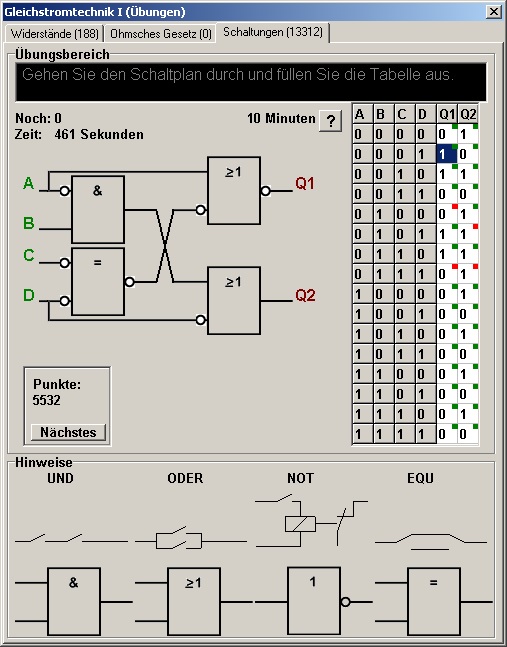 Gleichstromtechnik I (Übungen)
Widerstände (188) Ohmsches Gesetz (0) Schaltungen (13312)
Übungsbereich
Gehen Sie den Schaltplan durch und füllen Sie die Tabelle aus.
Noch: 0 10 Minuten ?
Zeit: 461 Sekunden
A & ≥1 Q1
B
C =
D ≥1 Q2
A B C D Q1 Q2
0 0 0 0 0 1
0 0 0 1 1 0
0 0 1 0 1 1
0 0 1 1 0 0
0 1 0 0 0 1
0 1 0 1 1 1
0 1 1 0 1 1
0 1 1 1 0 1
1 0 0 0 0 1
1 0 0 1 0 0
1 0 1 0 0 1
1 0 1 1 0 0
1 1 0 0 0 1
1 1 0 1 0 0
1 1 1 0 0 1
1 1 1 1 0 0
Punkte:
5532
Nächstes
Hinweise
UND ODER NOT EQU
& ≥1 1 =